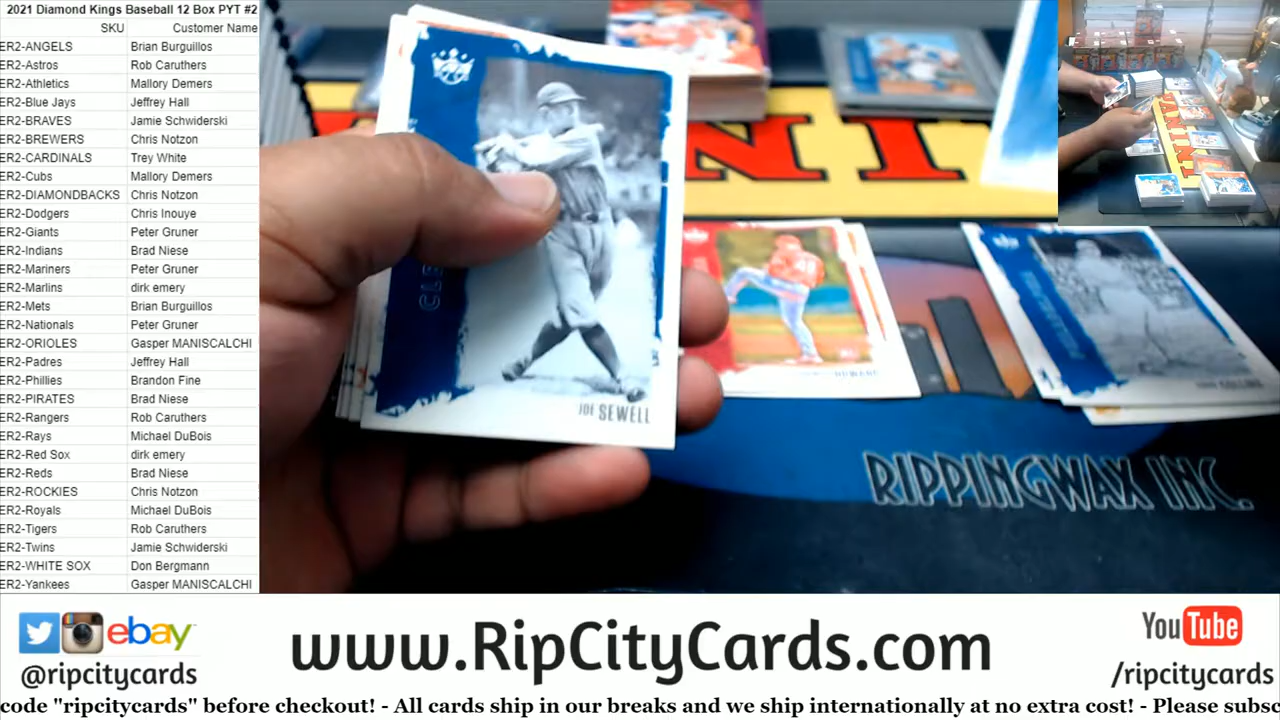 2021 Diamond Kings Baseball 12 Box PYT #2
SKU Customer Name
ER2-ANGELS Brian Burguillos
ER2-Astros Rob Caruthers
ER2-Athletics Mallory Demers
ER2-Blue Jays Jeffrey Hall
ER2-BRAVES Jamie Schwiderski
ER2-BREWERS Chris Notzon
ER2-CARDINALS Trey White
ER2-Cubs Mallory Demers
ER2-DIAMONDBACKS Chris Notzon
ER2-Dodgers Chris Inouye
ER2-Giants Peter Gruner
ER2-Indians Brad Niese
ER2-Mariners Peter Gruner
ER2-Marlins dirk emery
ER2-Mets Brian Burguillos
ER2-Nationals Peter Gruner
ER2-ORIOLES Gasper MANISCALCHI
ER2-Padres Jeffrey Hall
ER2-Phillies Brandon Fine
ER2-PIRATES Brad Niese
ER2-Rangers Rob Caruthers
ER2-Rays Michael DuBois
ER2-Red Sox dirk emery
ER2-Reds Brad Niese
ER2-ROCKIES Chris Notzon
ER2-Royals Michael DuBois
ER2-Tigers Rob Caruthers
ER2-Twins Jamie Schwiderski
ER2-WHITE SOX Don Bergmann
ER2-Yankees Gasper MANISCALCHI
CLE
JOE SEWELL
NINI
PANINI
RIPPINGWAX INC.
ebay
@ripcitycards
www.RipCityCards.com
YouTube
/ripcitycards
code "ripcitycards" before checkout! - All cards ship in our breaks and we ship internationally at no extra cost! - Please subsc